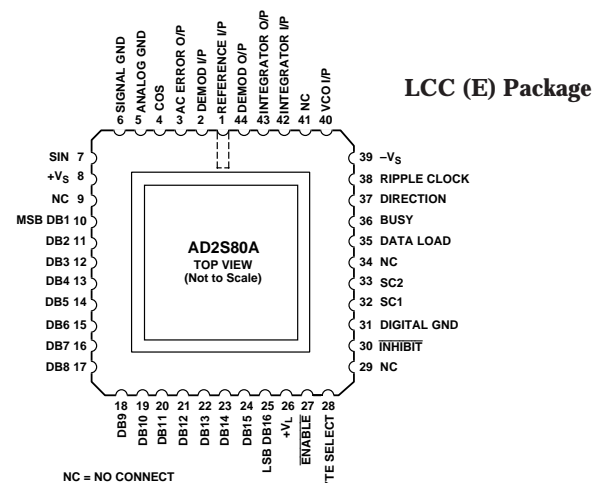 LCC (E) Package
6 SIGNAL GND
5 ANALOG GND
4 COS
3 AC ERROR O/P
2 DEMOD I/P
1 REFERENCE I/P
44 DEMOD O/P
43 INTEGRATOR O/P
42 INTEGRATOR I/P
41 NC
40 VCO I/P
SIN 7
+VS 8
NC 9
MSB DB1 10
DB2 11
DB3 12
DB4 13
DB5 14
DB6 15
DB7 16
DB8 17
AD2S80A
TOP VIEW
(Not to Scale)
39 –VS
38 RIPPLE CLOCK
37 DIRECTION
36 BUSY
35 DATA LOAD
34 NC
33 SC2
32 SC1
31 DIGITAL GND
30 INHIBIT
29 NC
18 DB9
19 DB10
20 DB11
21 DB12
22 DB13
23 DB14
24 DB15
25 LSB DB16
26 +VL
27 ENABLE
28 TE SELECT
NC = NO CONNECT